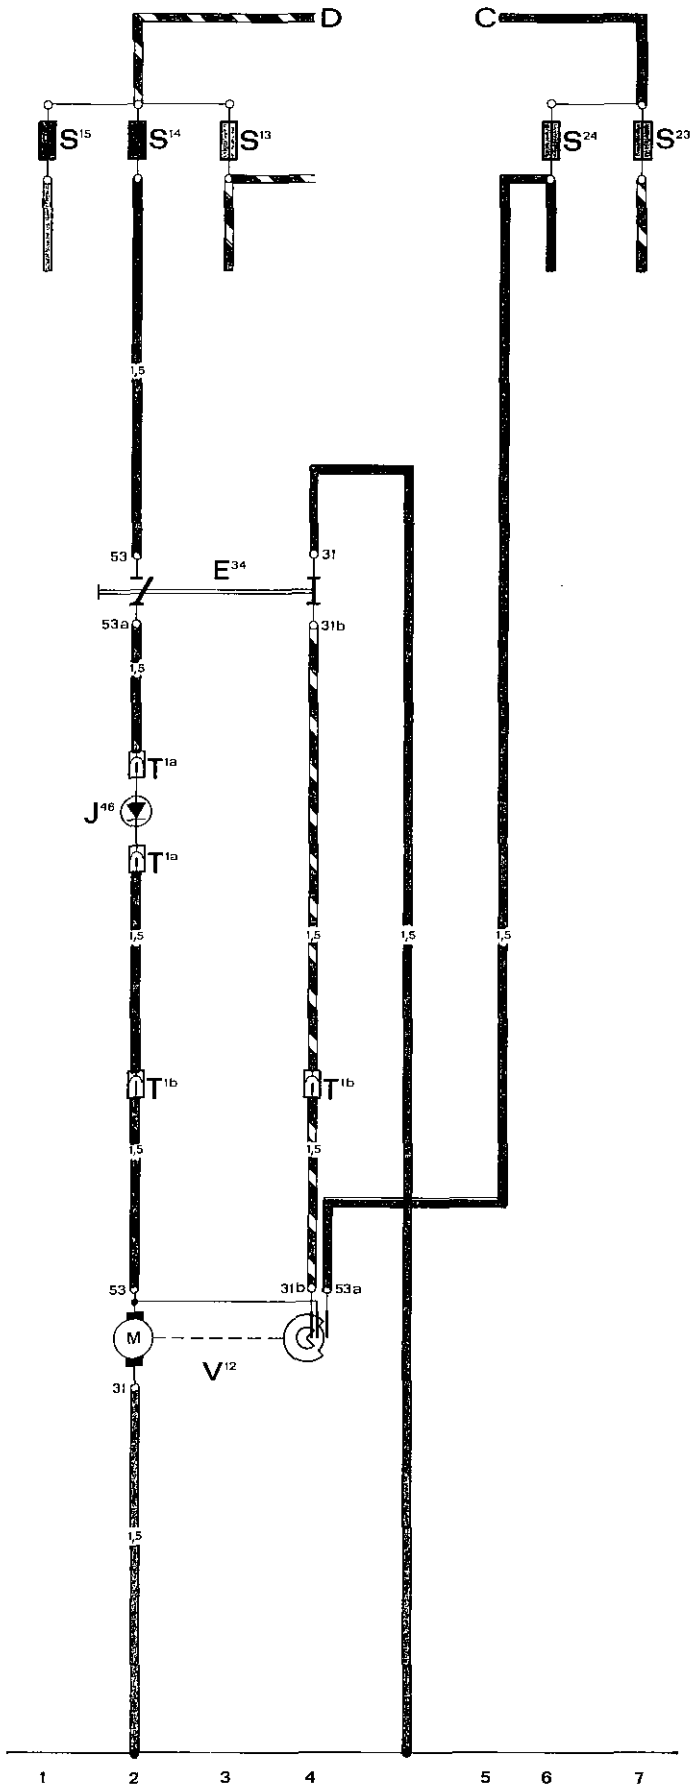 D C
S15 S14 S13 S24 S23
1,5
53 E34 31
53a 31b
1,5
T1a
J46
T1a
1,5 1,5 1,5 1,5
T1b T1b
1,5 1,5
53 31b 53a
M
V12
31
1,5
1 2 3 4 5 6 7